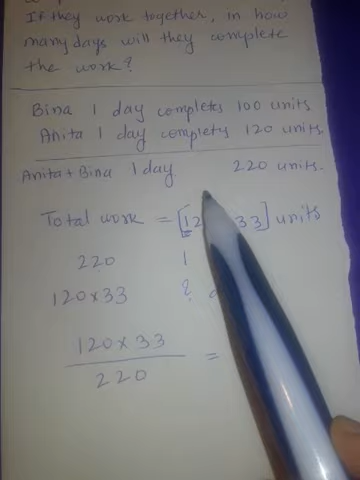 If they work together, in how
many days will they complete
the work?
Bina 1 day completes 100 units
Anita 1 day completes 120 units.
Anita + Bina 1 day 220 units.
Total work = [12 33] units
220 1
120 x 33 ?
120 x 33
220 =